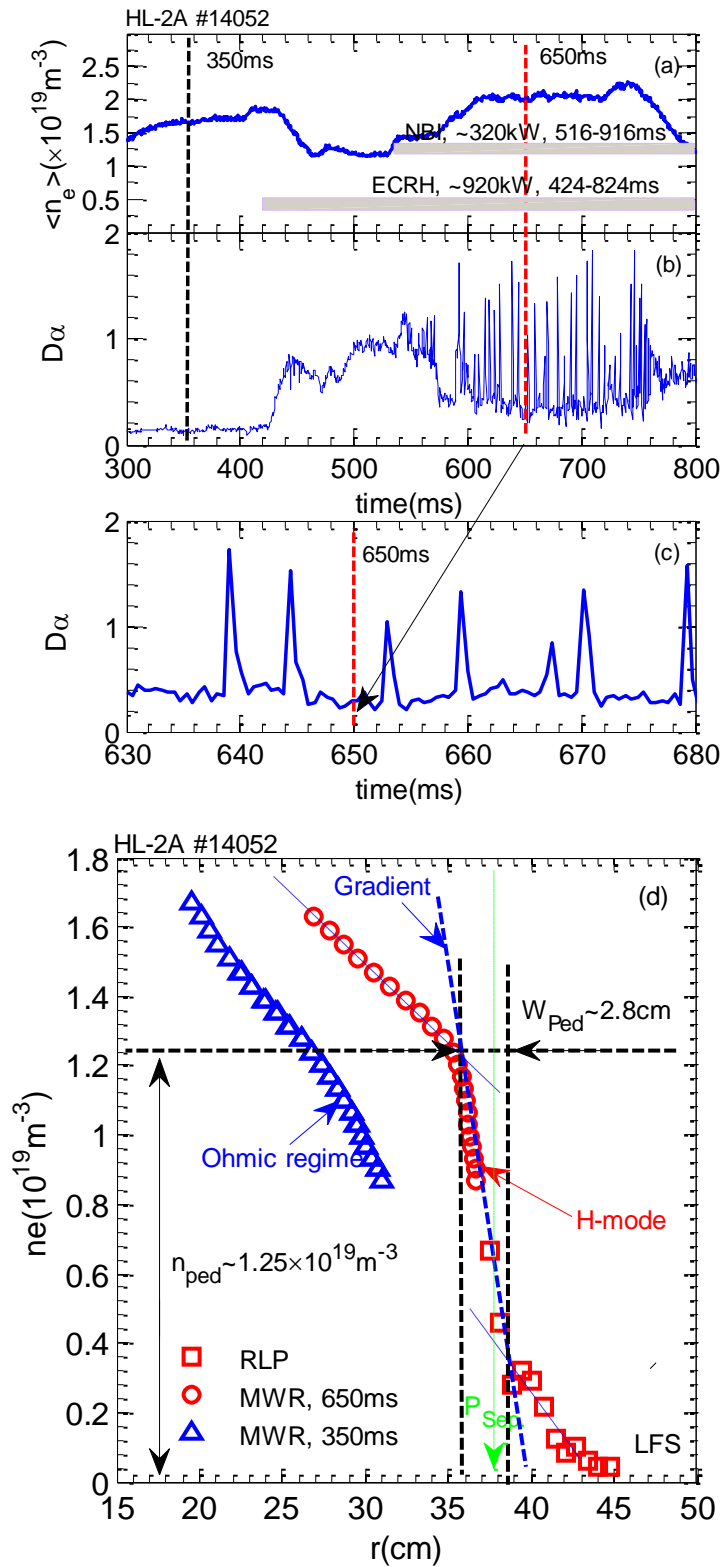 HL-2A #14052
350ms
650ms
(a)
2.5
2
1.5
1
0.5
<n_e>(×10^19m^-3)
NBI, ~320kW, 516-916ms
ECRH, ~920kW, 424-824ms
(b)
2
1
0
Dα
300 400 500 600 700 800
time(ms)
(c)
650ms
2
1
0
Dα
630 640 650 660 670 680
time(ms)
HL-2A #14052
(d)
1.8
1.6
1.4
1.2
1
0.8
0.6
0.4
0.2
0
ne(10^19m^-3)
Gradient
W_Ped~2.8cm
Ohmic regime
H-mode
n_ped~1.25×10^19m^-3
RLP
MWR, 650ms
MWR, 350ms
P_Sep.
LFS
15 20 25 30 35 40 45 50
r(cm)